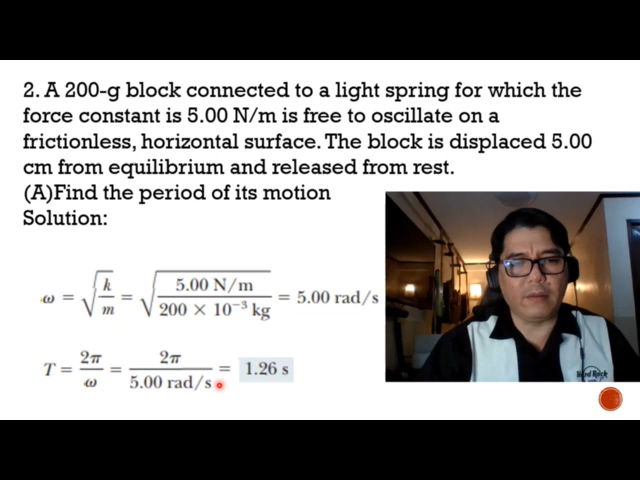 2. A 200-g block connected to a light spring for which the
force constant is 5.00 N/m is free to oscillate on a
frictionless, horizontal surface. The block is displaced 5.00
cm from equilibrium and released from rest.
(A)Find the period of its motion
Solution:
ω = √(k/m) = √(5.00 N/m / 200 × 10⁻³ kg) = 5.00 rad/s
T = 2π/ω = 2π/5.00 rad/s = 1.26 s
Hard Rock